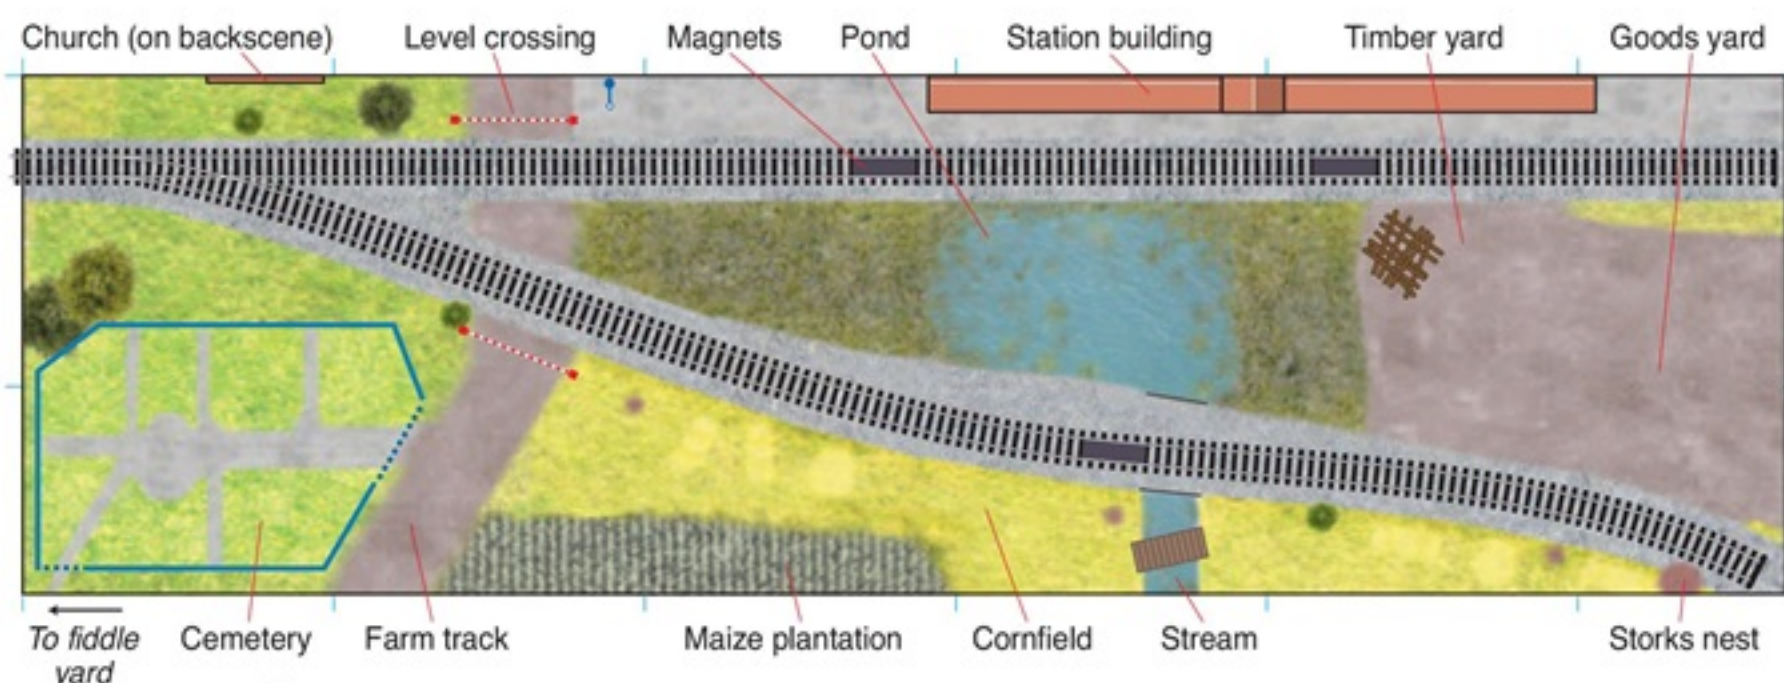 Church (on backscene)
Level crossing
Magnets
Pond
Station building
Timber yard
Goods yard
To fiddle
yard
Cemetery
Farm track
Maize plantation
Cornfield
Stream
Storks nest